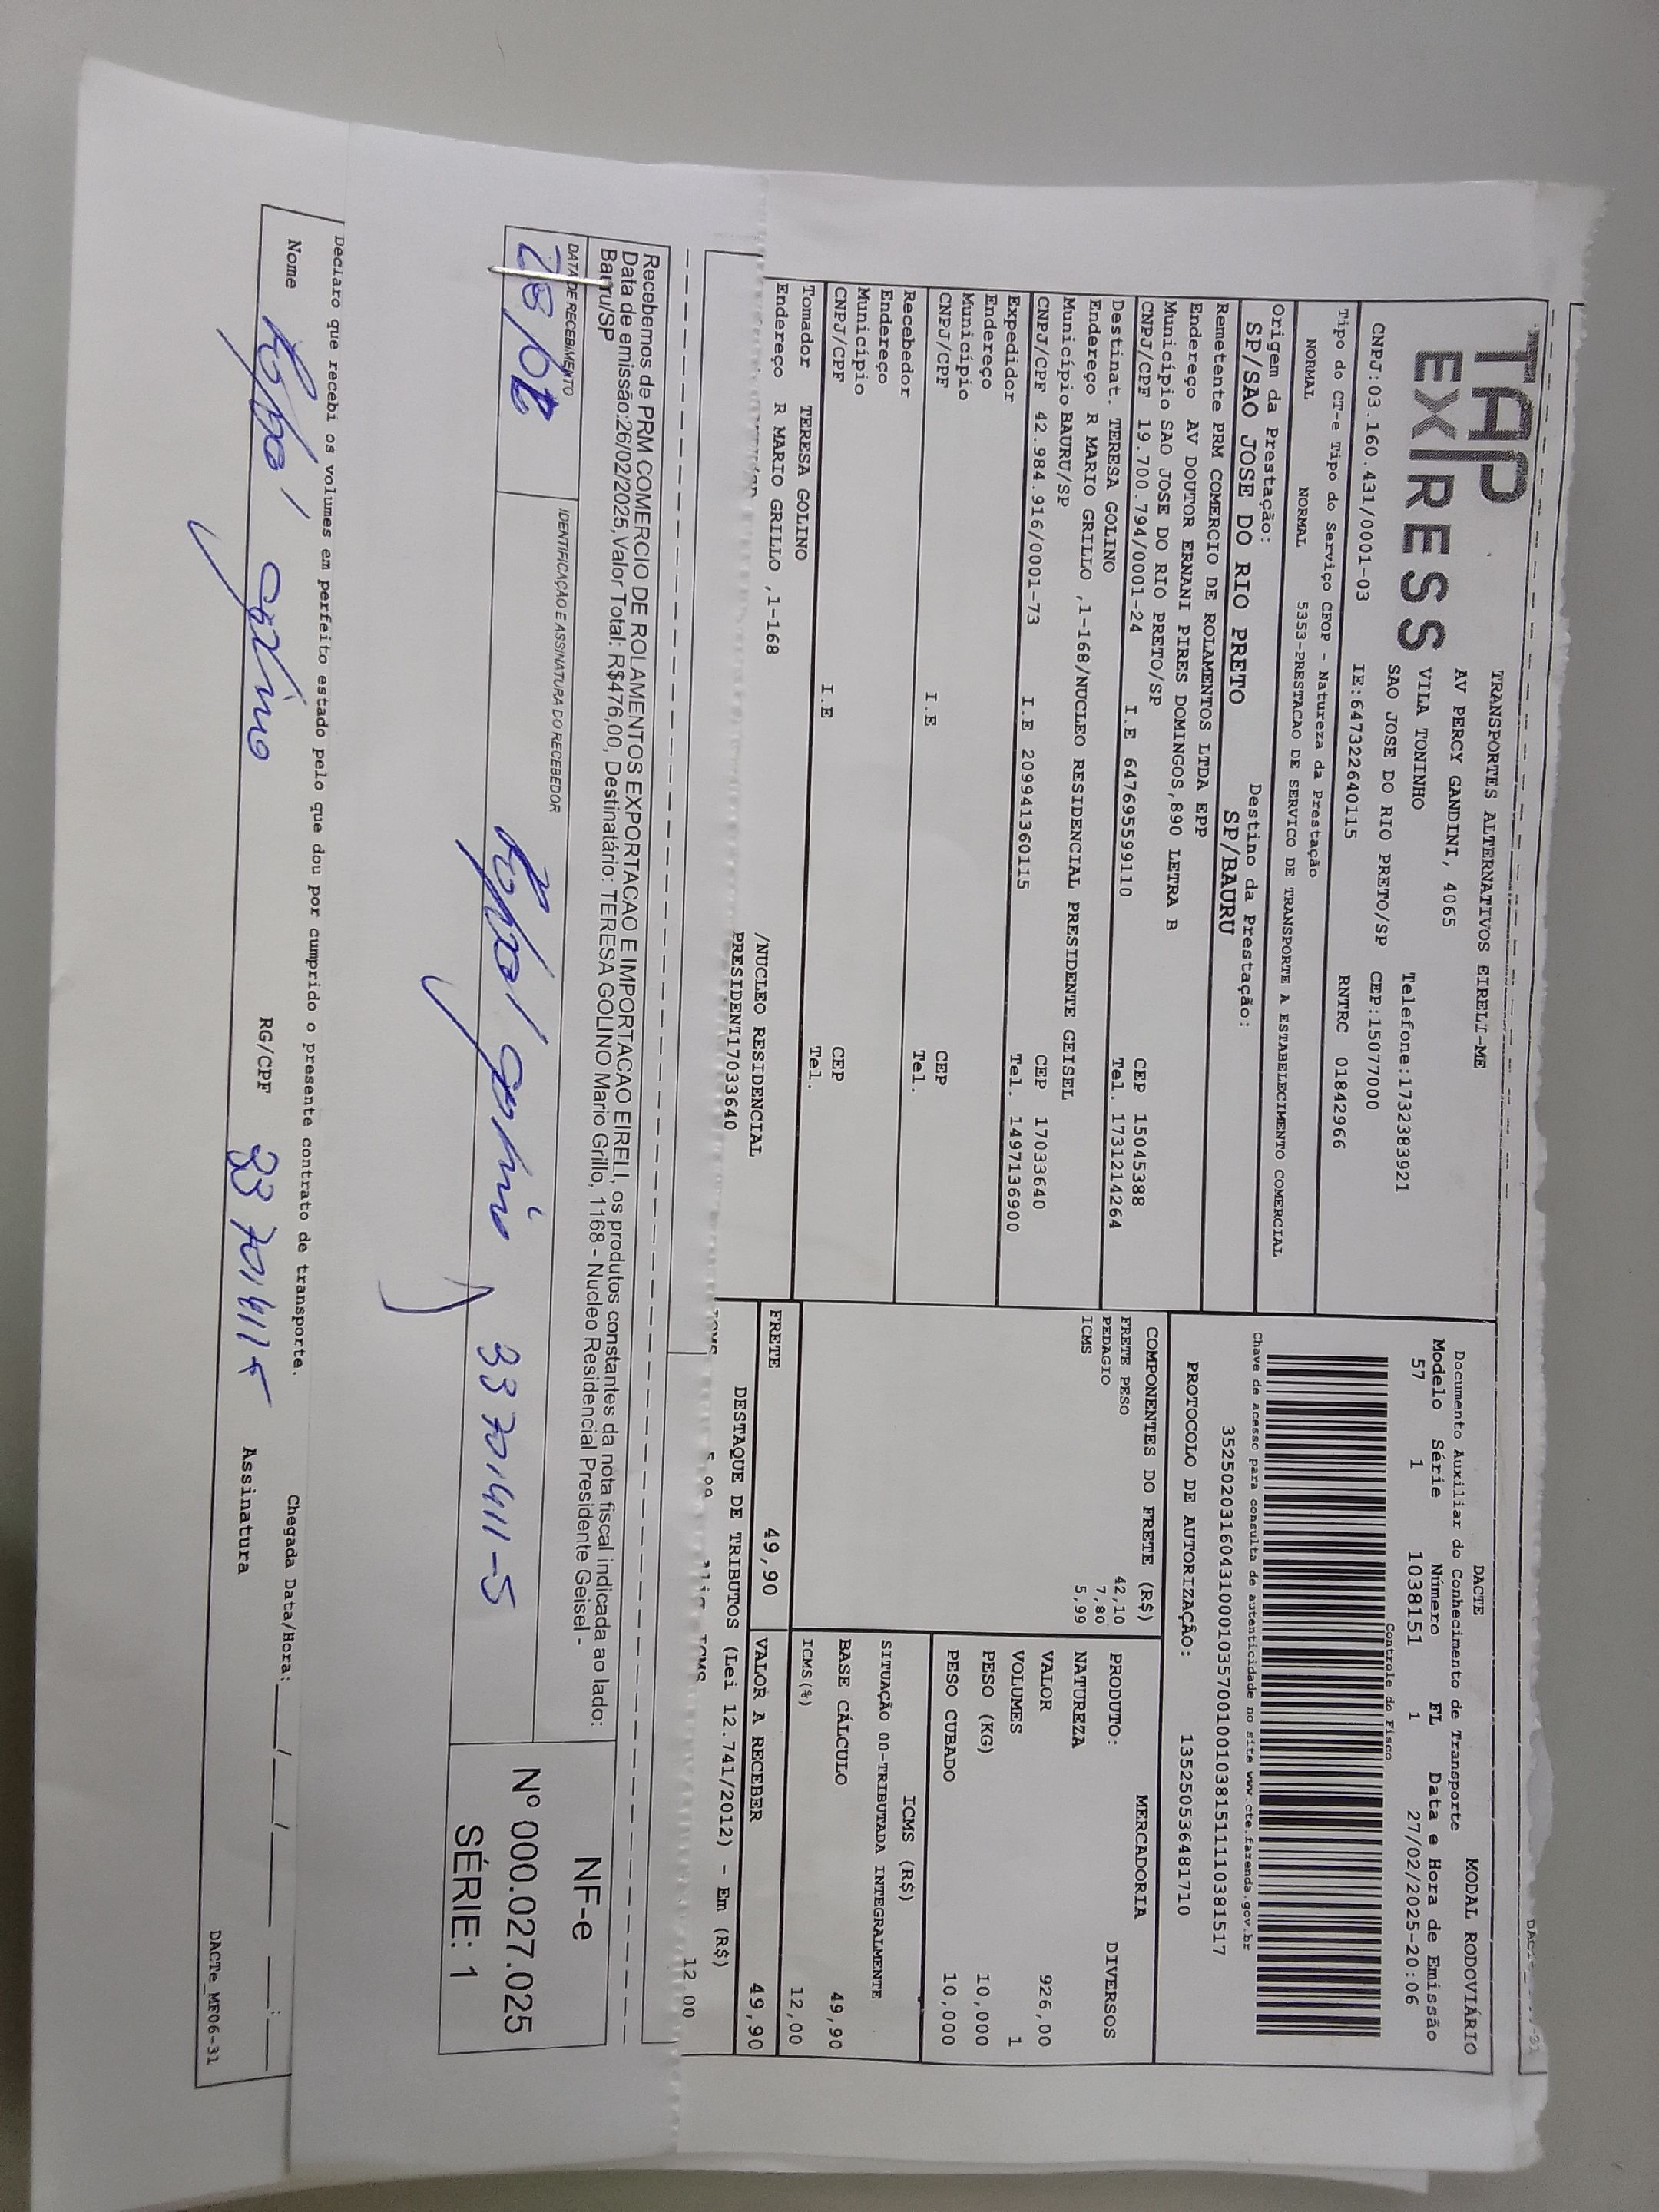 TAP
EXPRESS
TRANSPORTES ALTERNATIVOS EIRELI-ME
AV PERCY GANDINI, 4065
VILA TONINHO Telefone:1732383921
SAO JOSE DO RIO PRETO/SP CEP:15077000
CNPJ:03.160.431/0001-03 IE:647322640115 RNTRC 01842966
Tipo do CT-e Tipo do Serviço CFOP - Natureza da Prestação
NORMAL NORMAL 5353-PRESTACAO DE SERVICO DE TRANSPORTE A ESTABELECIMENTO COMERCIAL
Origem da Prestação: Destino da Prestação:
SP/SAO JOSE DO RIO PRETO SP/BAURU
Remetente PRM COMERCIO DE ROLAMENTOS LTDA EPP
Endereço AV DOUTOR ERNANI PIRES DOMINGOS,890 LETRA B
Município SAO JOSE DO RIO PRETO/SP CEP 15045388
CNPJ/CPF 19.700.794/0001-24 I.E 647695599110 Tel. 1731214264
Destinat. TERESA GOLINO
Endereço R MARIO GRILLO ,1-168/NUCLEO RESIDENCIAL PRESIDENTE GEISEL
Município BAURU/SP CEP 17033640
CNPJ/CPF 42.984.916/0001-73 I.E 209941360115 Tel. 1497136900
Expedidor
Endereço
Município CEP
CNPJ/CPF I.E Tel.
Recebedor
Endereço
Município CEP
CNPJ/CPF I.E Tel.
Tomador TERESA GOLINO
Endereço R MARIO GRILLO ,1-168 /NUCLEO RESIDENCIAL
PRESIDENT17033640
DACTE MODAL RODOVIÁRIO
Documento Auxiliar do Conhecimento de Transporte
Modelo Série Número FL Data e Hora de Emissão
57 1 1038151 1 27/02/2025-20:06
Controle do Fisco
Chave de acesso para consulta de autenticidade no site www.cte.fazenda.gov.br
35250203160431000103570010010381511110381517
PROTOCOLO DE AUTORIZAÇÃO: 135250536481710
COMPONENTES DO FRETE (R$)
FRETE PESO 42,10
PEDAGIO 7,80
ICMS 5,99
MERCADORIA
PRODUTO: DIVERSOS
NATUREZA
VALOR 926,00
VOLUMES 1
PESO (KG) 10,000
PESO CUBADO 10,000
ICMS (R$)
SITUAÇÃO 00-TRIBUTADA INTEGRALMENTE
BASE CÁLCULO 49,90
ICMS(%) 12,00
FRETE 49,90 VALOR A RECEBER 49,90
DESTAQUE DE TRIBUTOS (Lei 12.741/2012) - Em (R$)
12,00
Recebemos de PRM COMERCIO DE ROLAMENTOS EXPORTACAO E IMPORTACAO EIRELI, os produtos constantes da nota fiscal indicada ao lado:
Data de emissão:26/02/2025,Valor Total: R$476,00, Destinatário: TERESA GOLINO Mario Grillo, 1168 - Nucleo Residencial Presidente Geisel -
Bauru/SP
DATA DE RECEBIMENTO IDENTIFICAÇÃO E ASSINATURA DO RECEBEDOR
28/02 33701411-5
NF-e
Nº 000.027.025
SÉRIE: 1
Declaro que recebi os volumes em perfeito estado pelo que dou por cumprido o presente contrato de transporte. Chegada Data/Hora:___/___/___ __:__
Nome RG/CPF Assinatura
DACTe_MF06-31